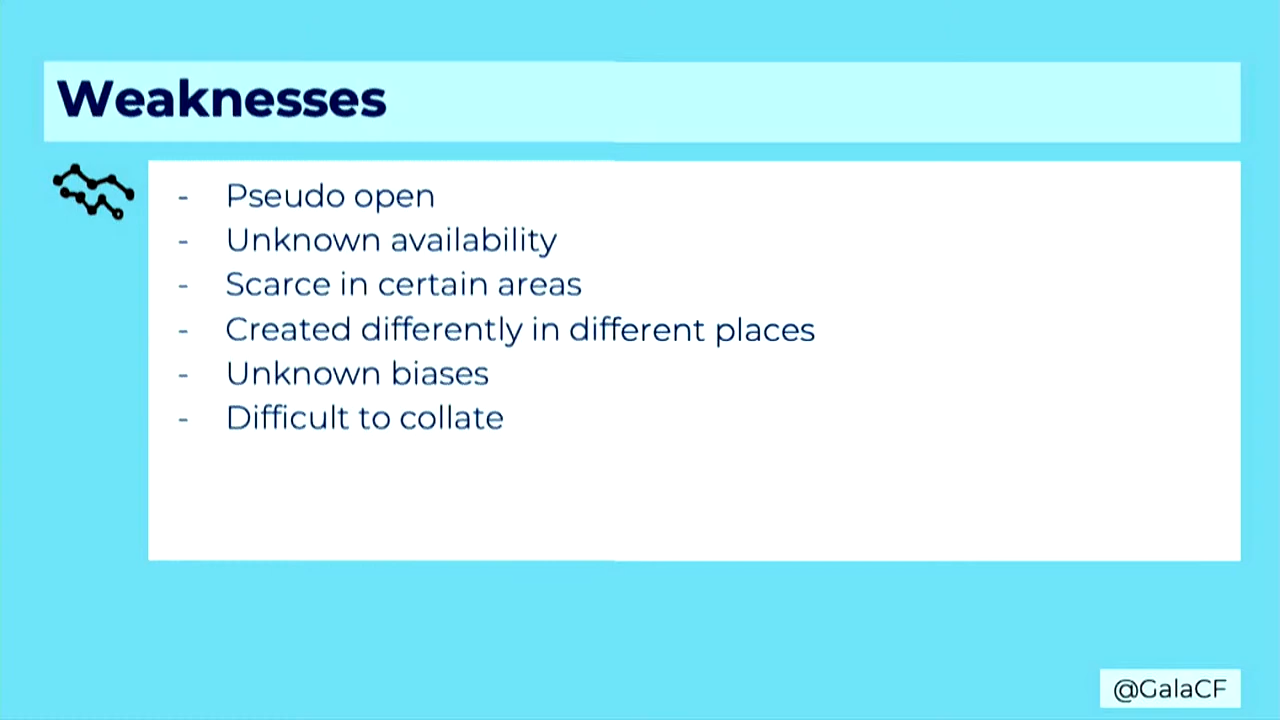 Weaknesses
- Pseudo open
- Unknown availability
- Scarce in certain areas
- Created differently in different places
- Unknown biases
- Difficult to collate
@GalaCF